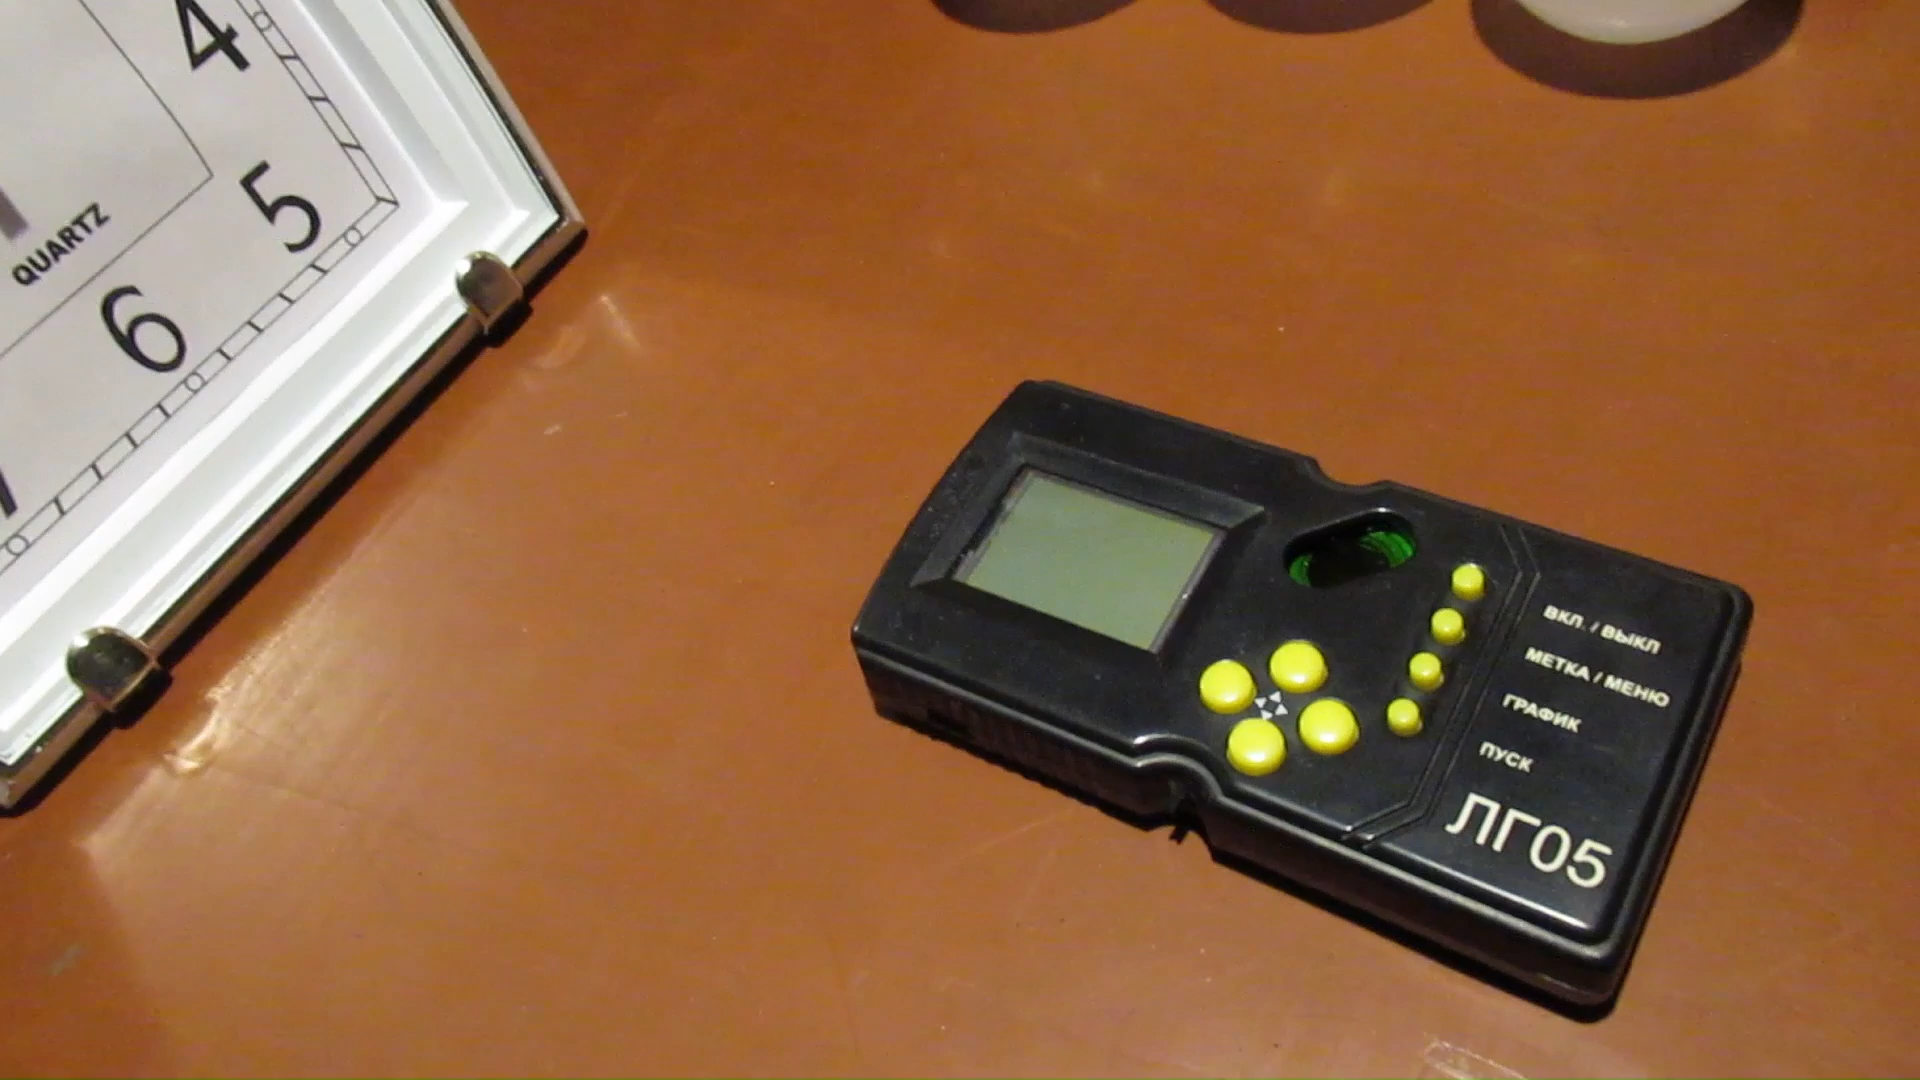 4
5
6
QUARTZ
ВКЛ. / ВЫКЛ
МЕТКА / МЕНЮ
ГРАФИК
ПУСК
ЛГ05